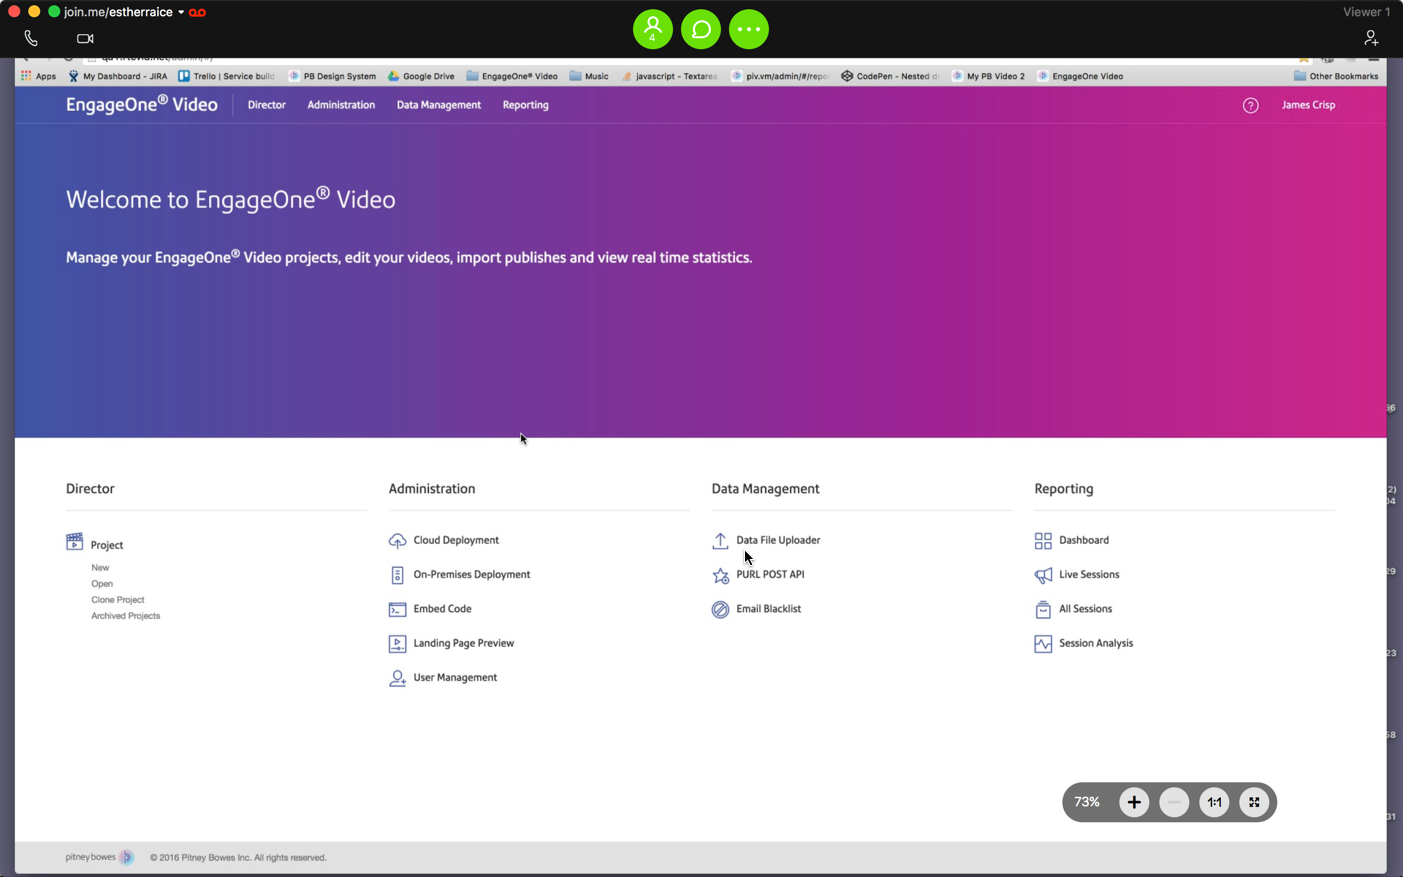 join.me/estherraice
Viewer 1
4
Apps
My Dashboard - JIRA
Trello | Service build
PB Design System
Google Drive
EngageOne® Video
Music
javascript - Textarea
piv.vm/admin/#/repo
CodePen - Nested d
My PB Video 2
EngageOne Video
Other Bookmarks
EngageOne® Video
Director
Administration
Data Management
Reporting
?
James Crisp
Welcome to EngageOne® Video
Manage your EngageOne® Video projects, edit your videos, import publishes and view real time statistics.
Director
Project
New
Open
Clone Project
Archived Projects
Administration
Cloud Deployment
On-Premises Deployment
Embed Code
Landing Page Preview
User Management
Data Management
Data File Uploader
PURL POST API
Email Blacklist
Reporting
Dashboard
Live Sessions
All Sessions
Session Analysis
29
23
58
31
73%
1:1
pitney bowes
© 2016 Pitney Bowes Inc. All rights reserved.